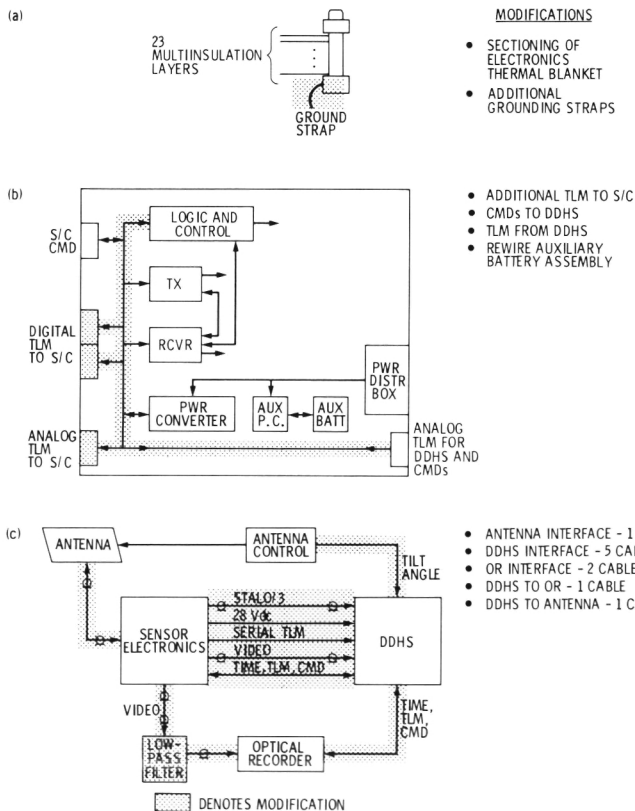 (a)
23
MULTIINSULATION
LAYERS
GROUND
STRAP
MODIFICATIONS
• SECTIONING OF
ELECTRONICS
THERMAL BLANKET
• ADDITIONAL
GROUNDING STRAPS
(b)
S/C
CMD
DIGITAL
TLM
TO S/C
ANALOG
TLM
TO S/C
LOGIC AND
CONTROL
TX
RCVR
PWR
CONVERTER
AUX
P.C.
AUX
BATT
PWR
DISTR
BOX
ANALOG
TLM FOR
DDHS AND
CMDs
• ADDITIONAL TLM TO S/C
• CMDs TO DDHS
• TLM FROM DDHS
• REWIRE AUXILIARY
BATTERY ASSEMBLY
(c)
ANTENNA
ANTENNA
CONTROL
TILT
ANGLE
SENSOR
ELECTRONICS
STALO/3
28 Vdc
SERIAL TLM
VIDEO
TIME, TLM, CMD
DDHS
VIDEO
LOW-
PASS
FILTER
OPTICAL
RECORDER
TIME,
TLM,
CMD
• ANTENNA INTERFACE - 1
• DDHS INTERFACE - 5
• OR INTERFACE - 2
• DDHS TO OR - 1 CABLE
• DDHS TO ANTENNA - 1
DENOTES MODIFICATION